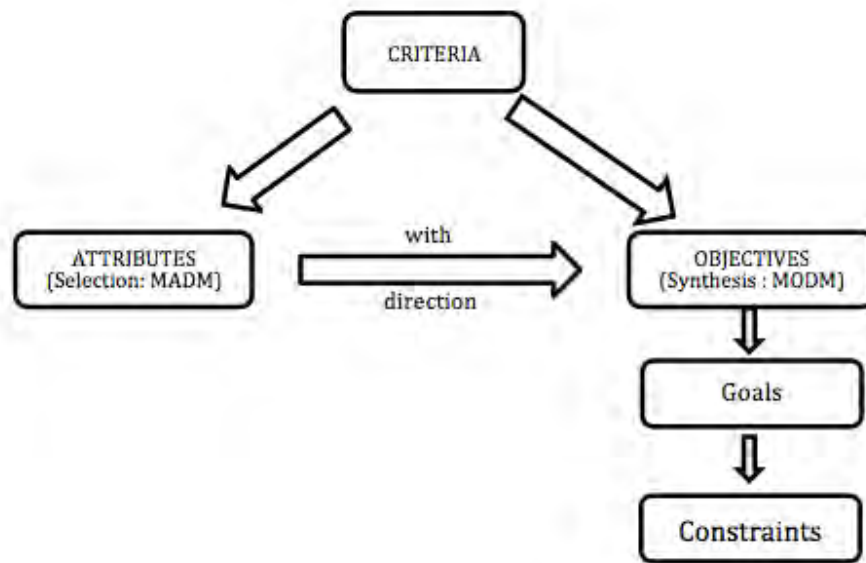 CRITERIA
ATTRIBUTES
(Selection: MADM)
with
direction
OBJECTIVES
(Synthesis : MODM)
Goals
Constraints